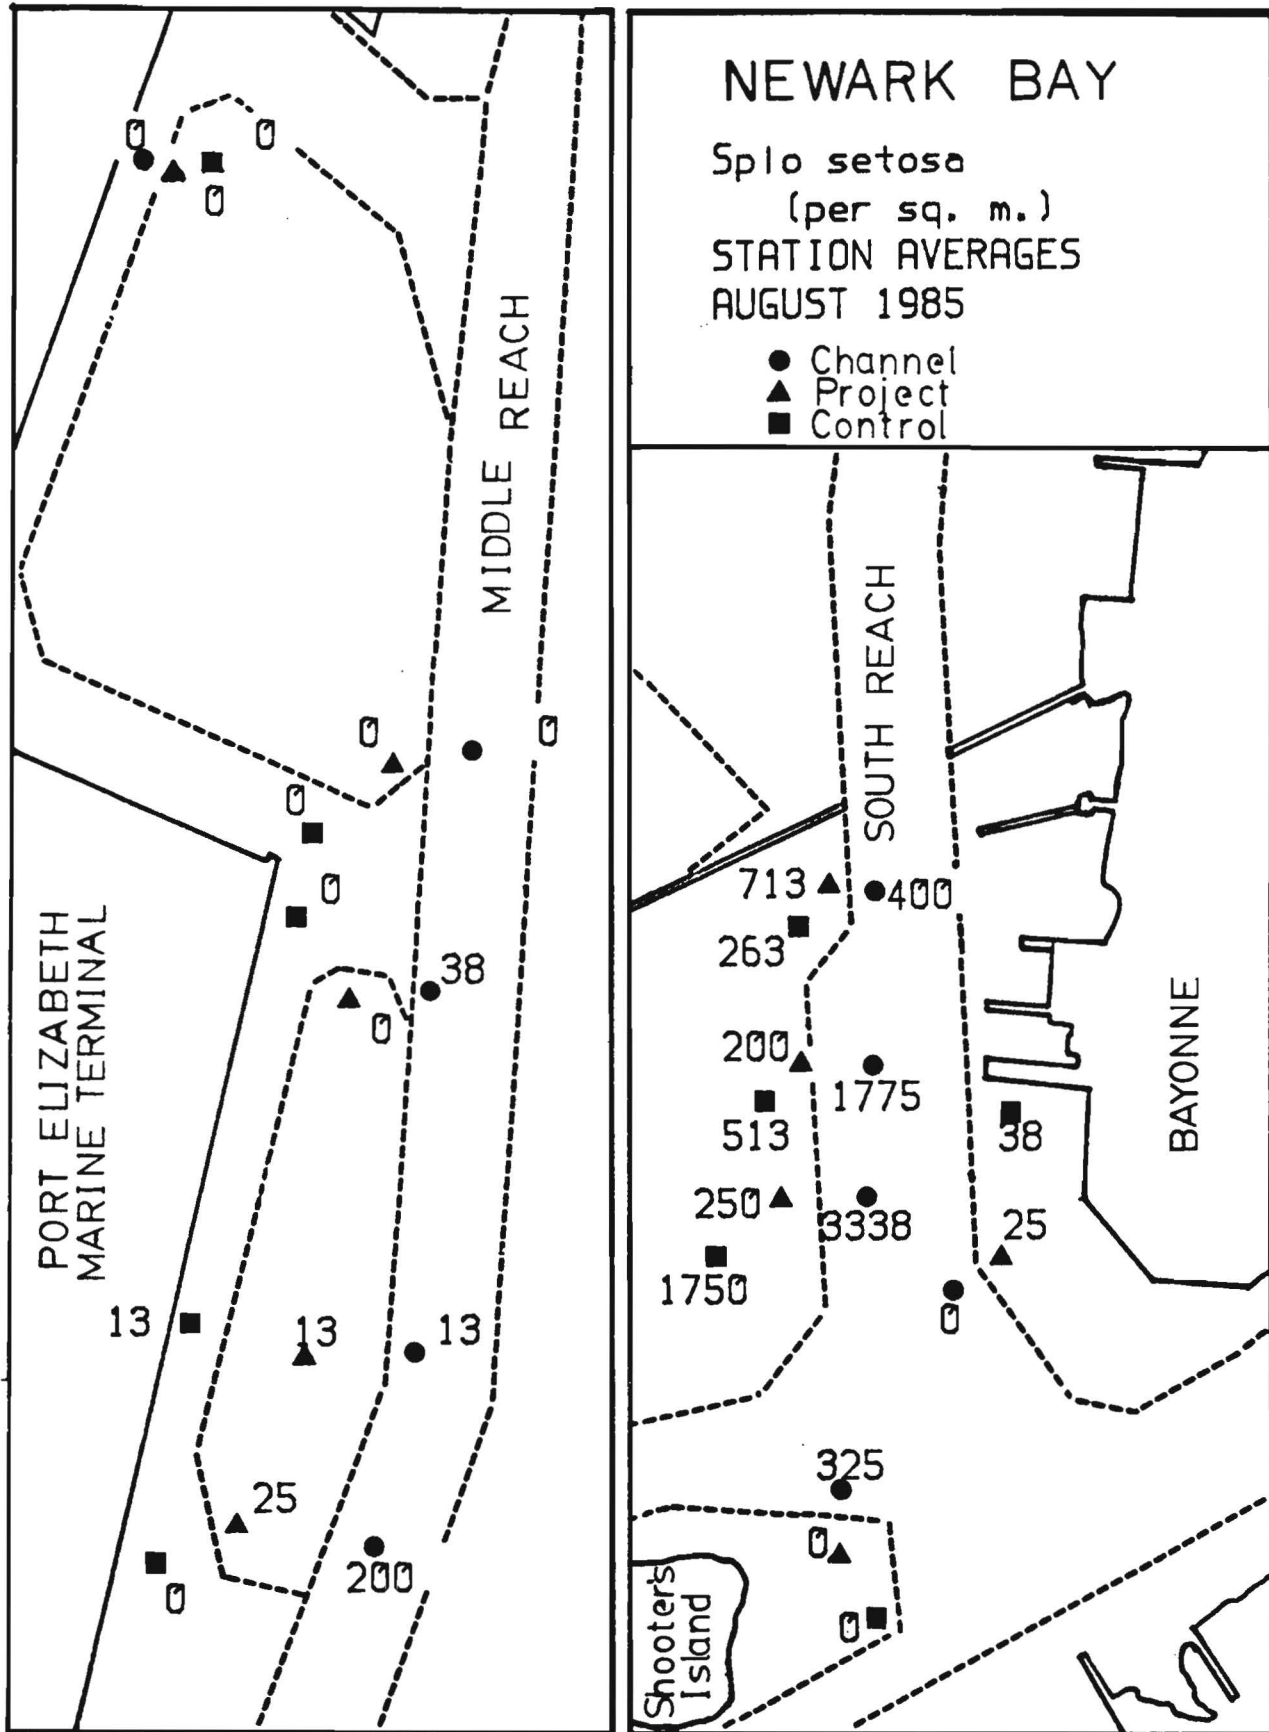 NEWARK BAY
Spio setosa
(per sq. m.)
STATION AVERAGES
AUGUST 1985
Channel
Project
Control
0
0
0
MIDDLE REACH
0
0
0
0
38
0
PORT ELIZABETH
MARINE TERMINAL
13
13
13
25
200
0
SOUTH REACH
713
400
263
200
1775
513
38
BAYONNE
250
3338
25
1750
0
325
0
0
Shooter's
Island